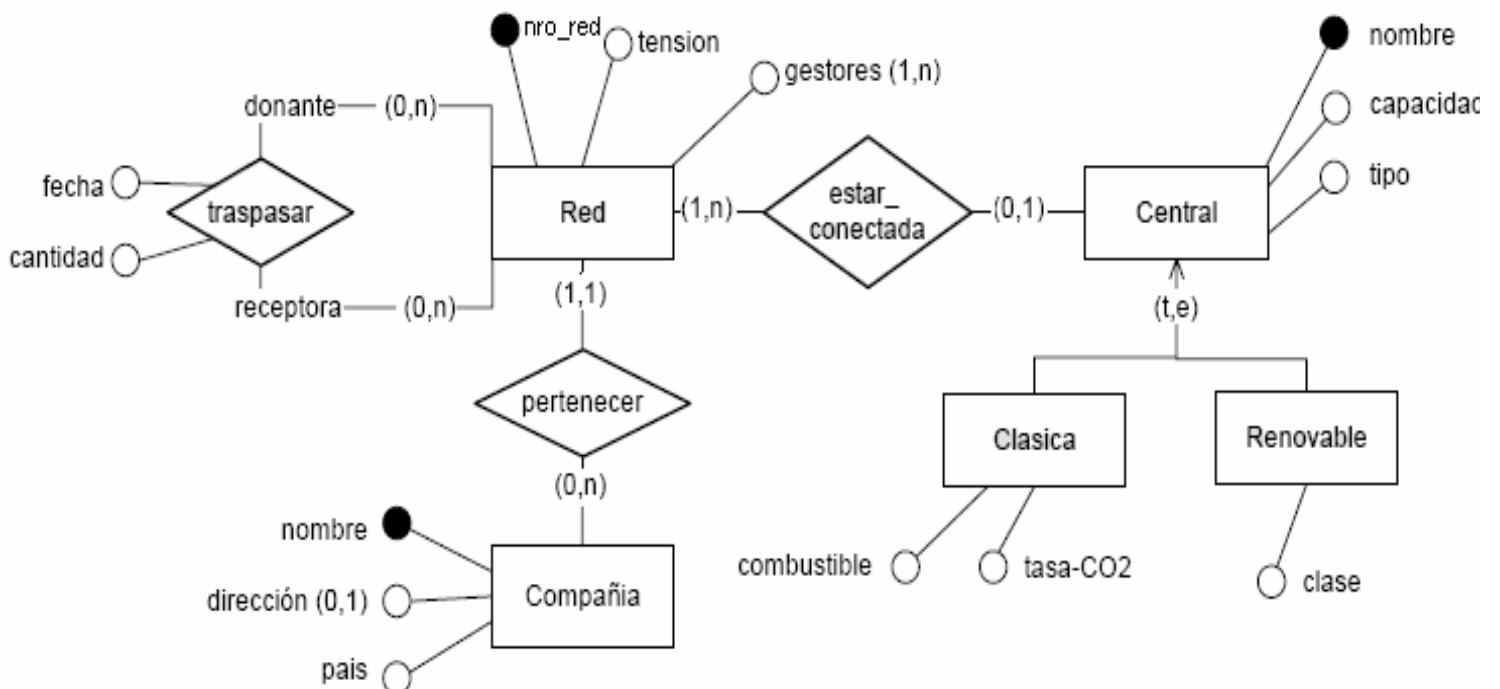 nro_red
tension
nombre
gestores (1,n)
donante
(0,n)
capacidad
fecha
traspasar
Red
(1,n)
estar_
conectada
(0,1)
Central
tipo
cantidad
receptora
(0,n)
(1,1)
(t,e)
pertenecer
Clasica
Renovable
(0,n)
nombre
combustible
tasa-CO2
clase
dirección (0,1)
Compañia
pais